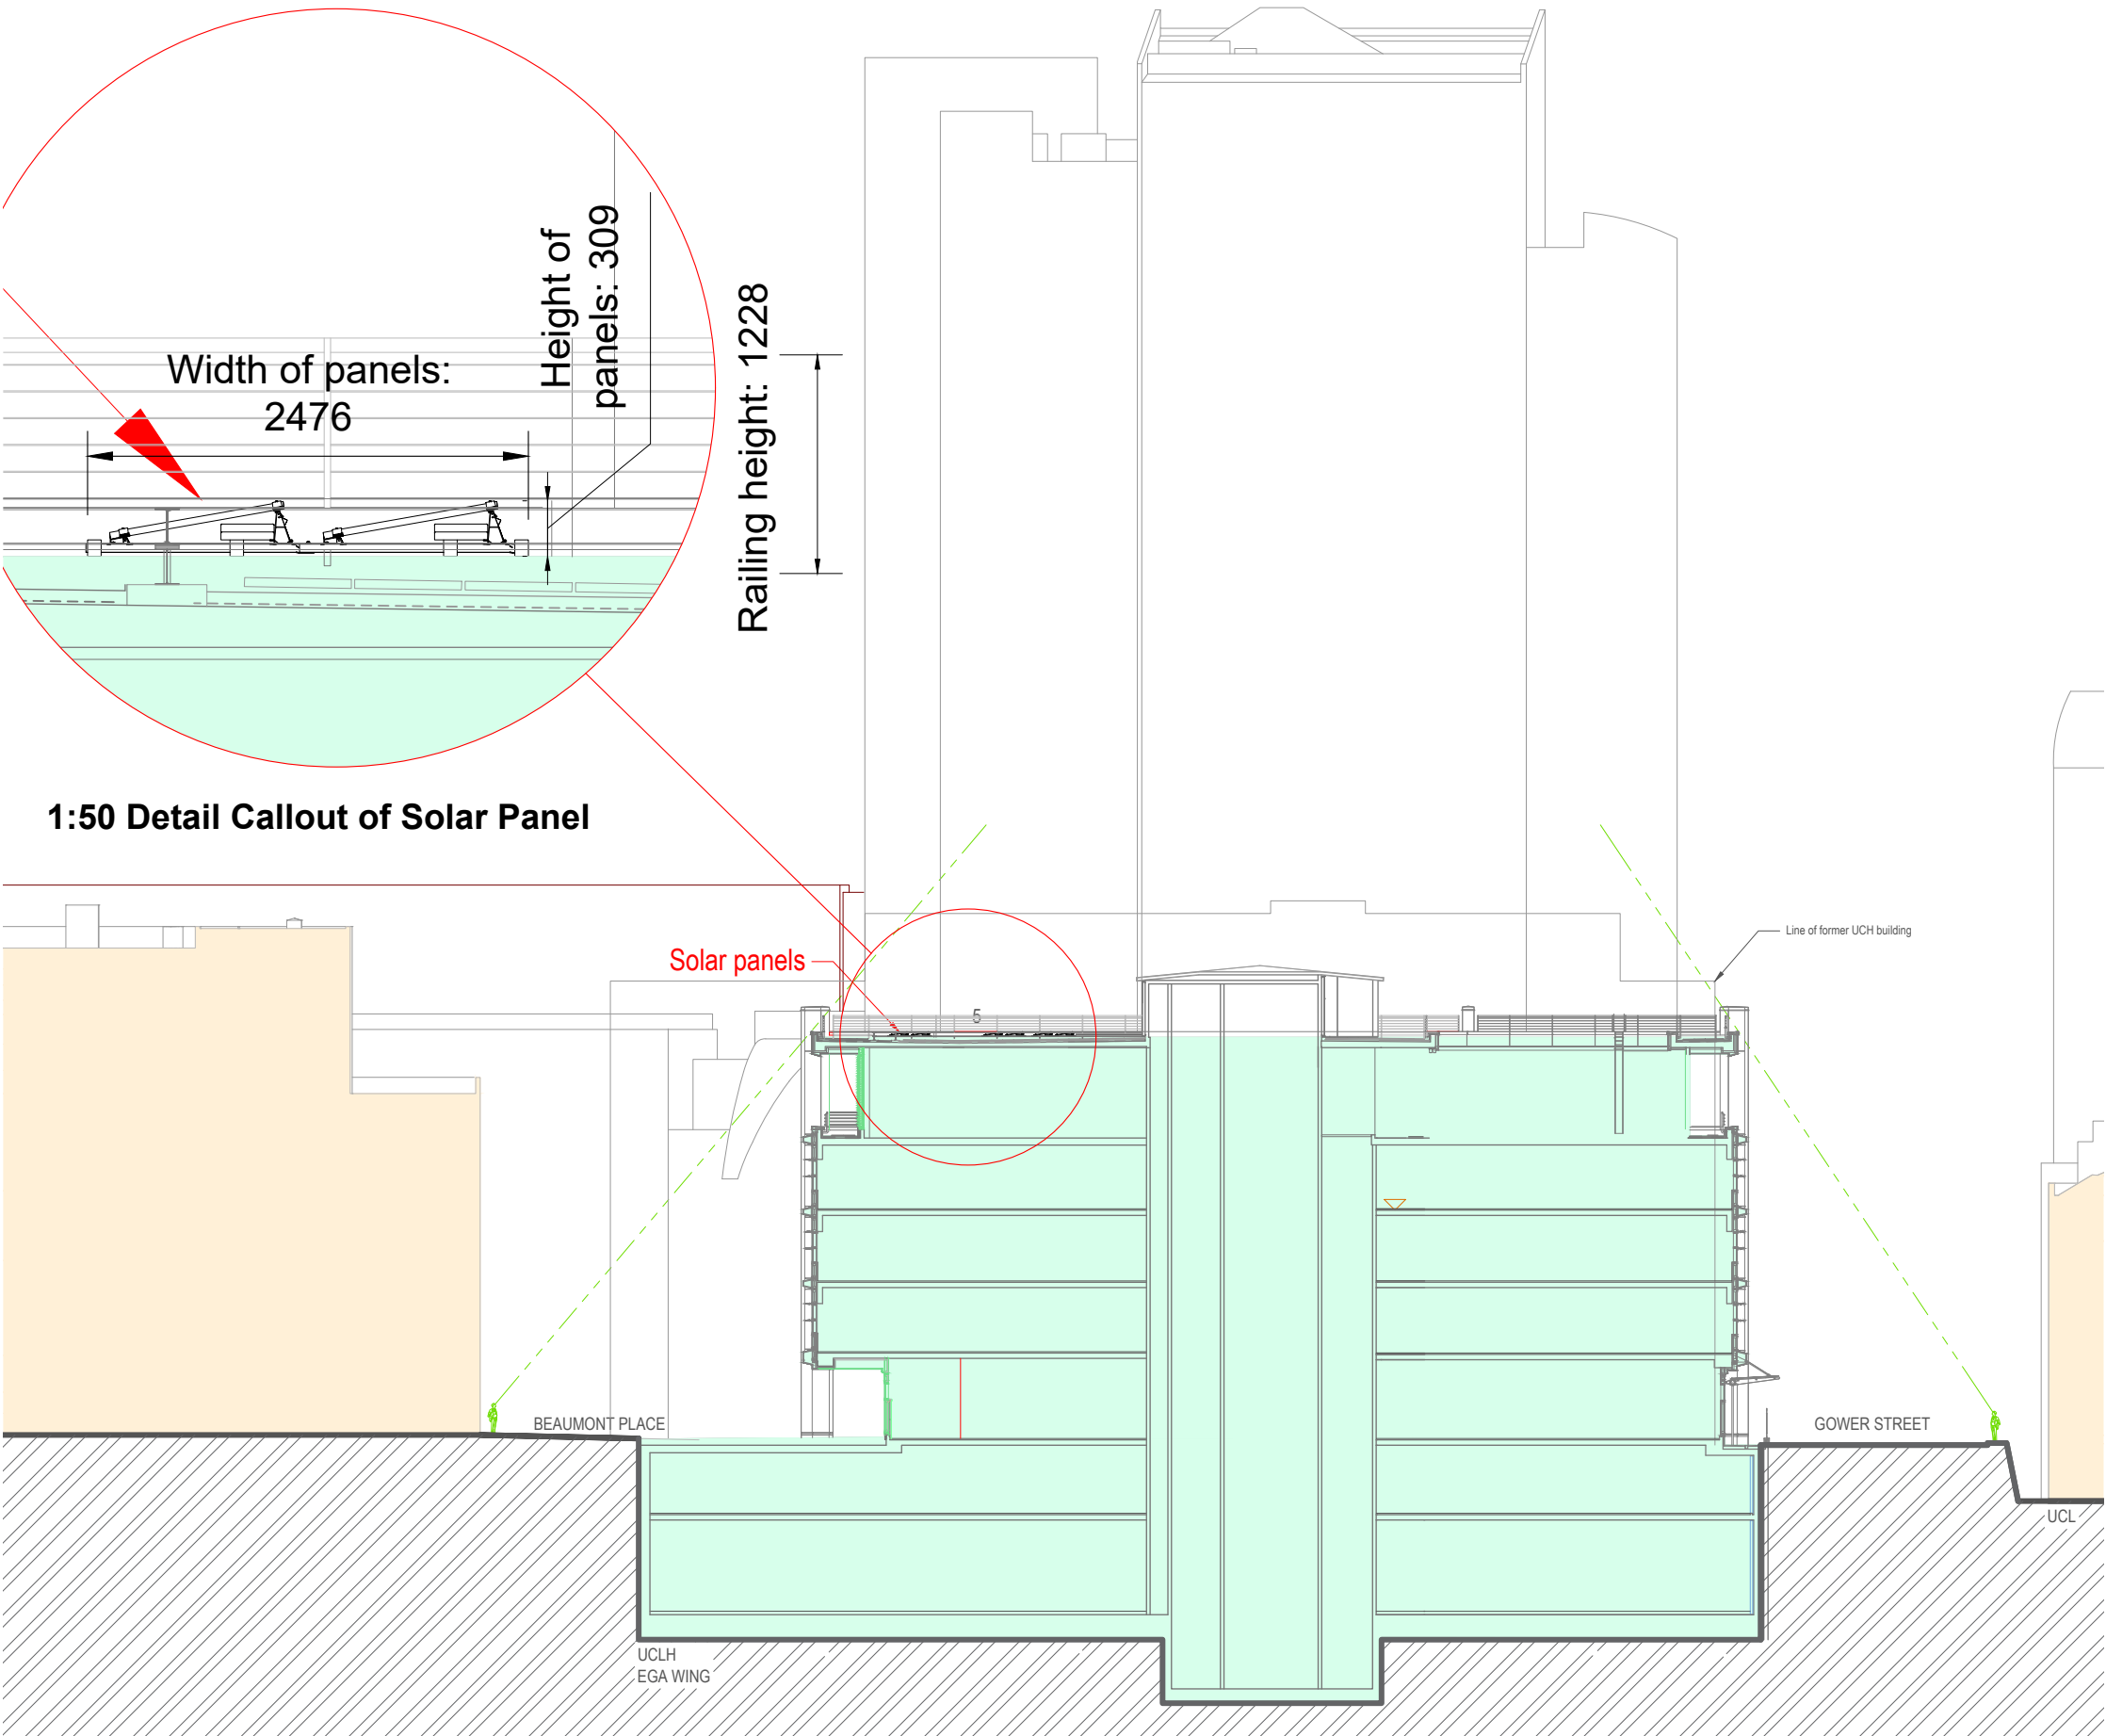 Height of
panels: 309
Width of panels:
2476
Railing height: 1228
1:50 Detail Callout of Solar Panel
Line of former UCH building
Solar panels
5
BEAUMONT PLACE
GOWER STREET
UCL
UCLH
EGA WING